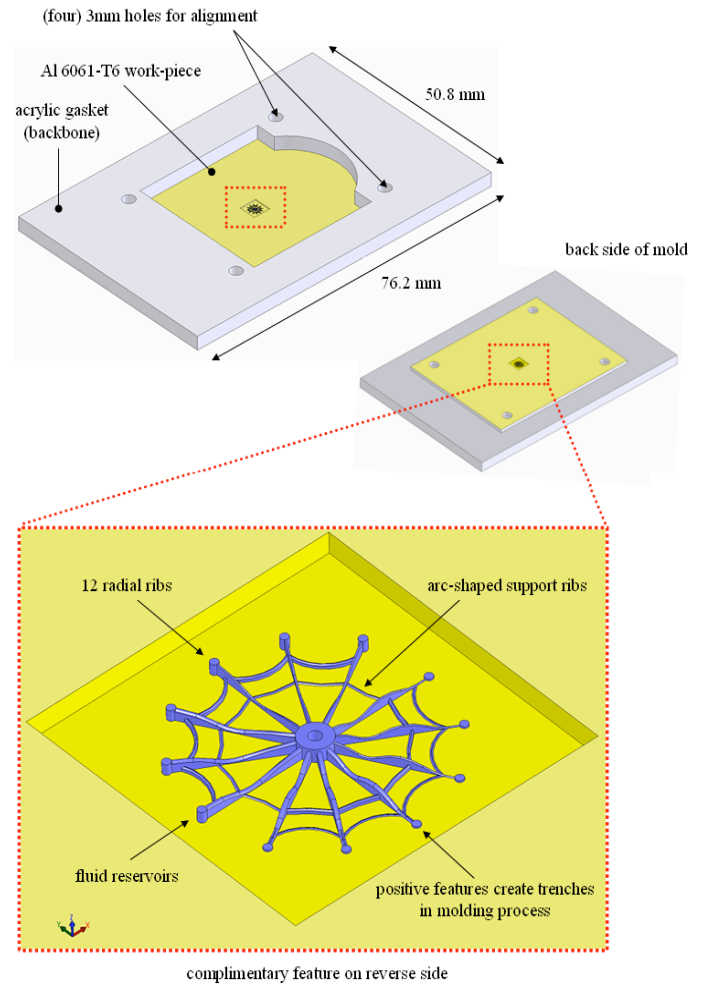 (four) 3mm holes for alignment
Al 6061-T6 work-piece
acrylic gasket
(backbone)
50.8 mm
76.2 mm
back side of mold
12 radial ribs
arc-shaped support ribs
fluid reservoirs
positive features create trenches
in molding process
complimentary feature on reverse side